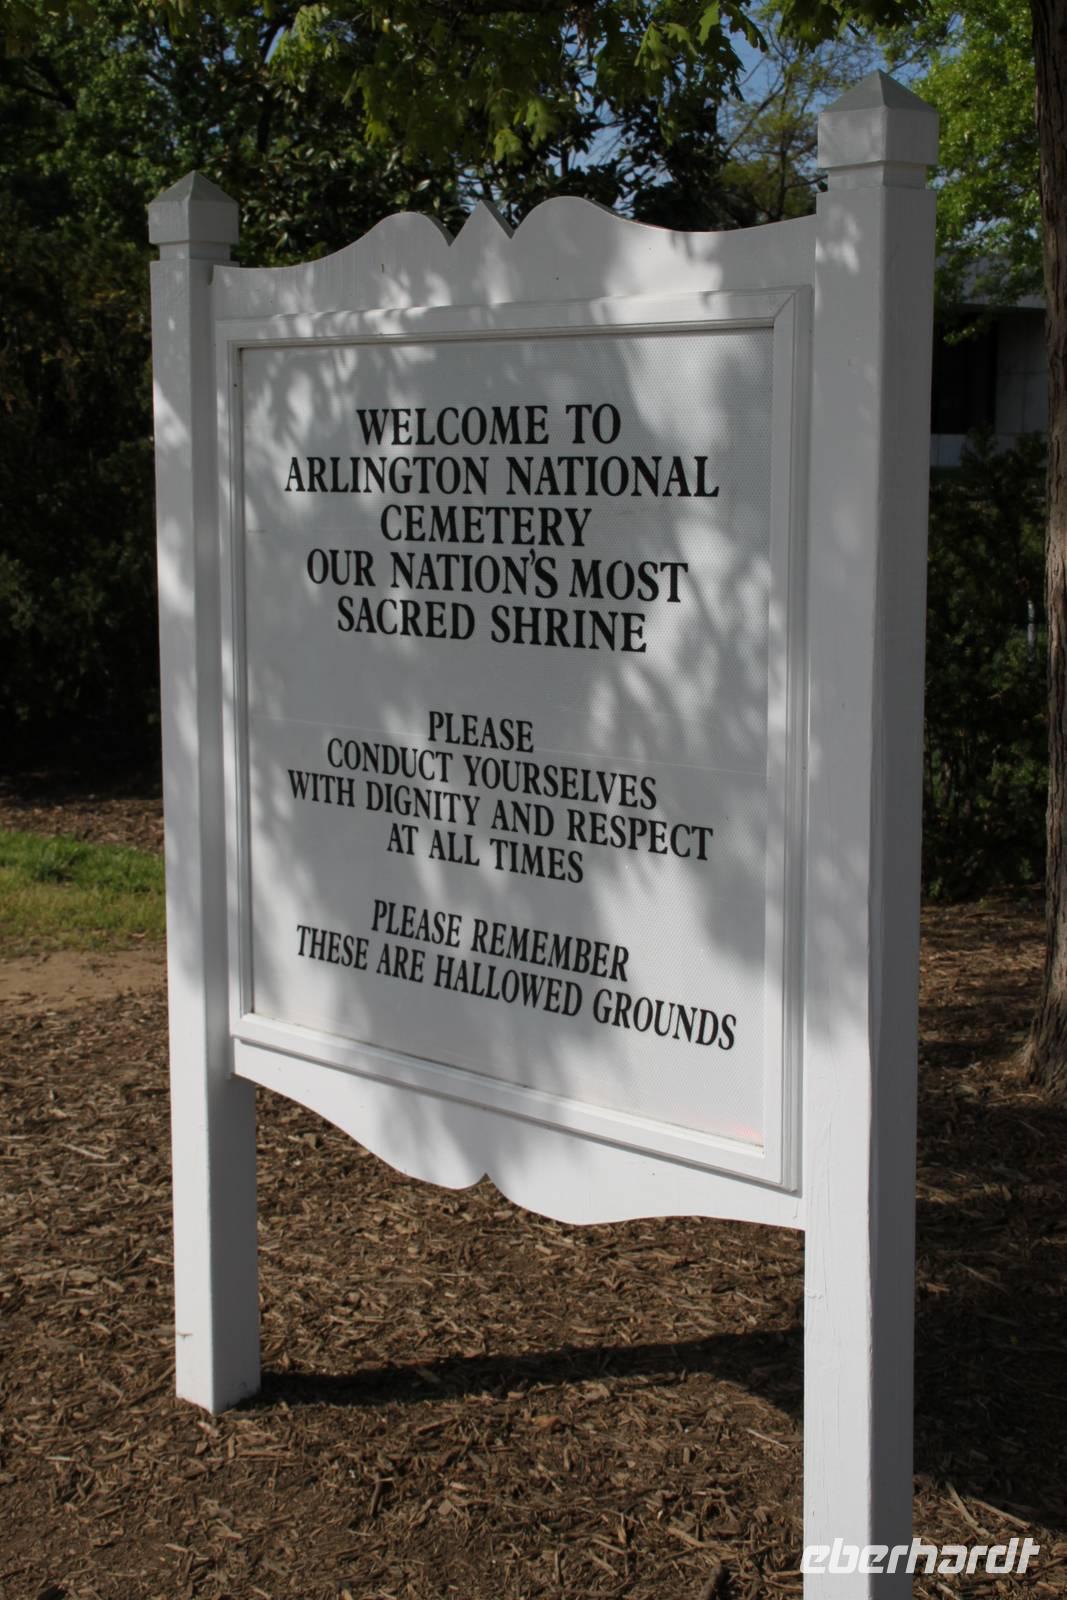 WELCOME TO
ARLINGTON NATIONAL
CEMETERY
OUR NATION'S MOST
SACRED SHRINE
PLEASE
CONDUCT YOURSELVES
WITH DIGNITY AND RESPECT
AT ALL TIMES
PLEASE REMEMBER
THESE ARE HALLOWED GROUNDS
eberhardt